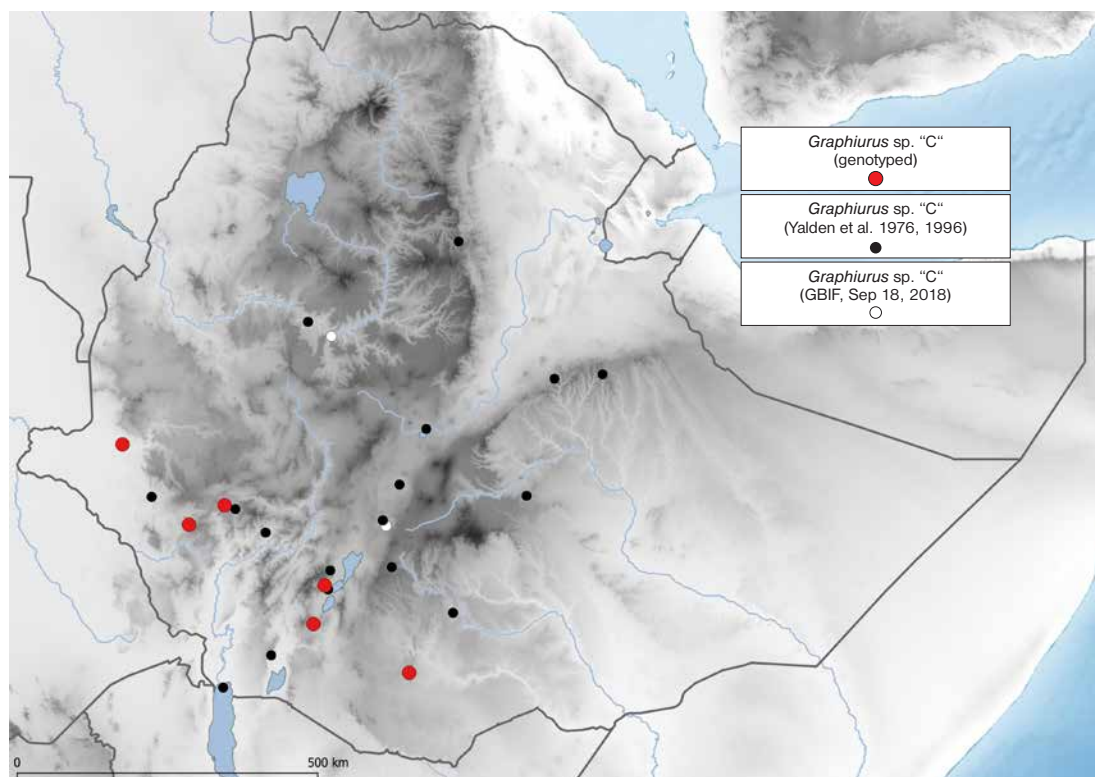 Graphiurus sp. “C“
(genotyped)
Graphiurus sp. “C“
(Yalden et al. 1976, 1996)
Graphiurus sp. “C“
(GBIF, Sep 18, 2018)
0 500 km